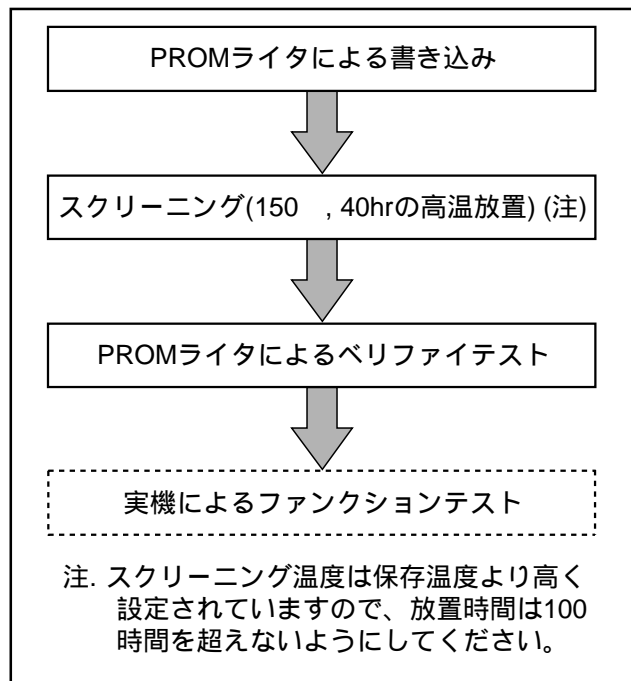 PROMライタによる書き込み
スクリーニング(150　, 40hrの高温放置) (注)
PROMライタによるベリファイテスト
実機によるファンクションテスト
注. スクリーニング温度は保存温度より高く
設定されていますので、放置時間は100
時間を超えないようにしてください。